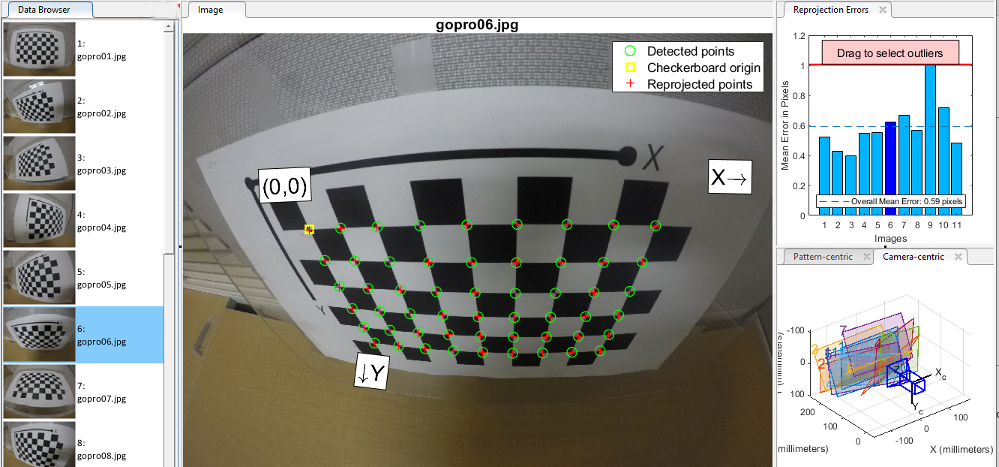 Data Browser
1:
gopro01.jpg
2:
gopro02.jpg
3:
gopro03.jpg
4:
gopro04.jpg
5:
gopro05.jpg
6:
gopro06.jpg
7:
gopro07.jpg
8:
gopro08.jpg
Image
gopro06.jpg
Detected points
Checkerboard origin
Reprojected points
X
(0,0)
X→
Y
↓Y
Reprojection Errors
Drag to select outliers
Mean Error in Pixels
1.2
1
0.8
0.6
0.4
0.2
0
Overall Mean Error: 0.59 pixels
1 2 3 4 5 6 7 8 9 10 11
Images
Pattern-centric
Camera-centric
(millimeters)
-100
0
100
7
2
Xc
Yc
200
100
0
-100
0
100
(millimeters)
X (millimeters)